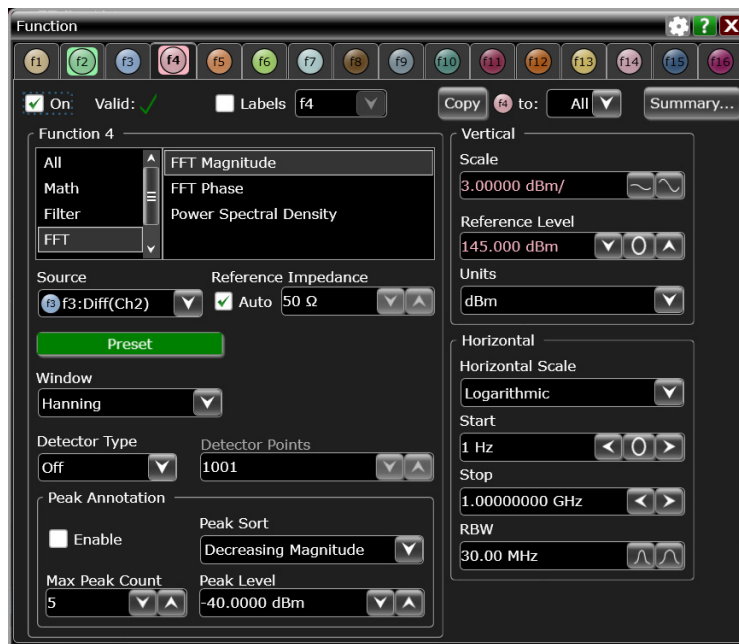 Function
? X
f1 f2 f3 f4 f5 f6 f7 f8 f9 f10 f11 f12 f13 f14 f15 f16
On Valid: Labels f4 Copy f4 to: All Summary...
Function 4
All
Math
Filter
FFT
FFT Magnitude
FFT Phase
Power Spectral Density
Source
f3 f3:Diff(Ch2)
Reference Impedance
Auto 50 Ω
Preset
Window
Hanning
Detector Type
Off
Detector Points
1001
Peak Annotation
Enable
Peak Sort
Decreasing Magnitude
Max Peak Count
5
Peak Level
-40.0000 dBm
Vertical
Scale
3.00000 dBm/
Reference Level
145.000 dBm
Units
dBm
Horizontal
Horizontal Scale
Logarithmic
Start
1 Hz
Stop
1.00000000 GHz
RBW
30.00 MHz